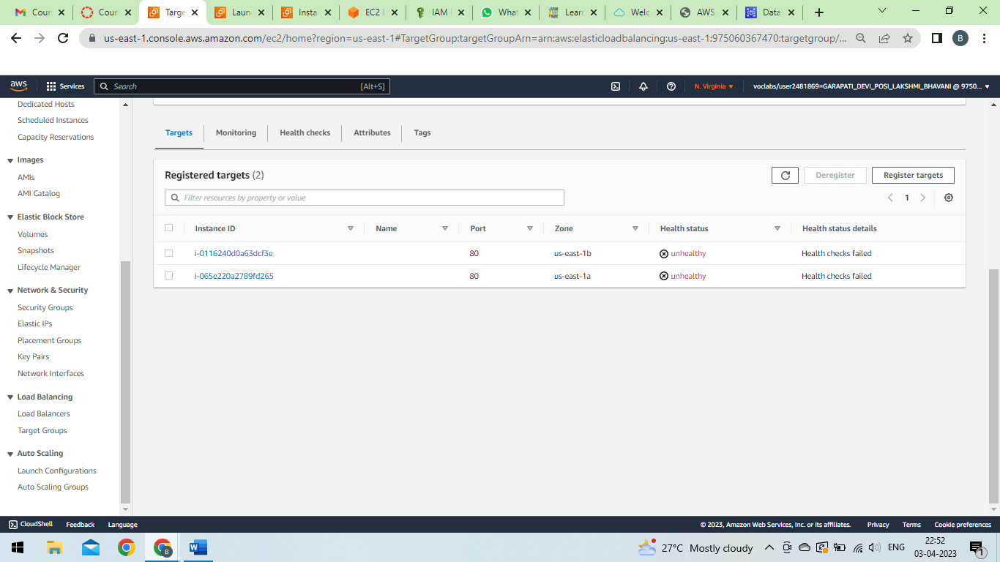 Cour
Cour
Targe
Laun
Insta
EC2
IAM
What
Learn
Welc
AWS
Data
us-east-1.console.aws.amazon.com/ec2/home?region=us-east-1#TargetGroup:targetGroupArn=arn:aws:elasticloadbalancing:us-east-1:975060367470:targetgroup/...
B
aws
Services
Search
[Alt+S]
N. Virginia
voclabs/user2481869=GARAPATI_DEVI_POSI_LAKSHMI_BHAVANI @ 9750...
Dedicated Hosts
Scheduled Instances
Capacity Reservations
Images
AMIs
AMI Catalog
Elastic Block Store
Volumes
Snapshots
Lifecycle Manager
Network & Security
Security Groups
Elastic IPs
Placement Groups
Key Pairs
Network Interfaces
Load Balancing
Load Balancers
Target Groups
Auto Scaling
Launch Configurations
Auto Scaling Groups
Targets
Monitoring
Health checks
Attributes
Tags
Registered targets (2)
Deregister
Register targets
Filter resources by property or value
1
Instance ID Name Port Zone Health status Health status details
i-0116240d0a63dcf3e 80 us-east-1b unhealthy Health checks failed
i-065e220a2789fd265 80 us-east-1a unhealthy Health checks failed
CloudShell Feedback Language
© 2023, Amazon Web Services, Inc. or its affiliates. Privacy Terms Cookie preferences
B
27°C Mostly cloudy
ENG
22:52
03-04-2023
1